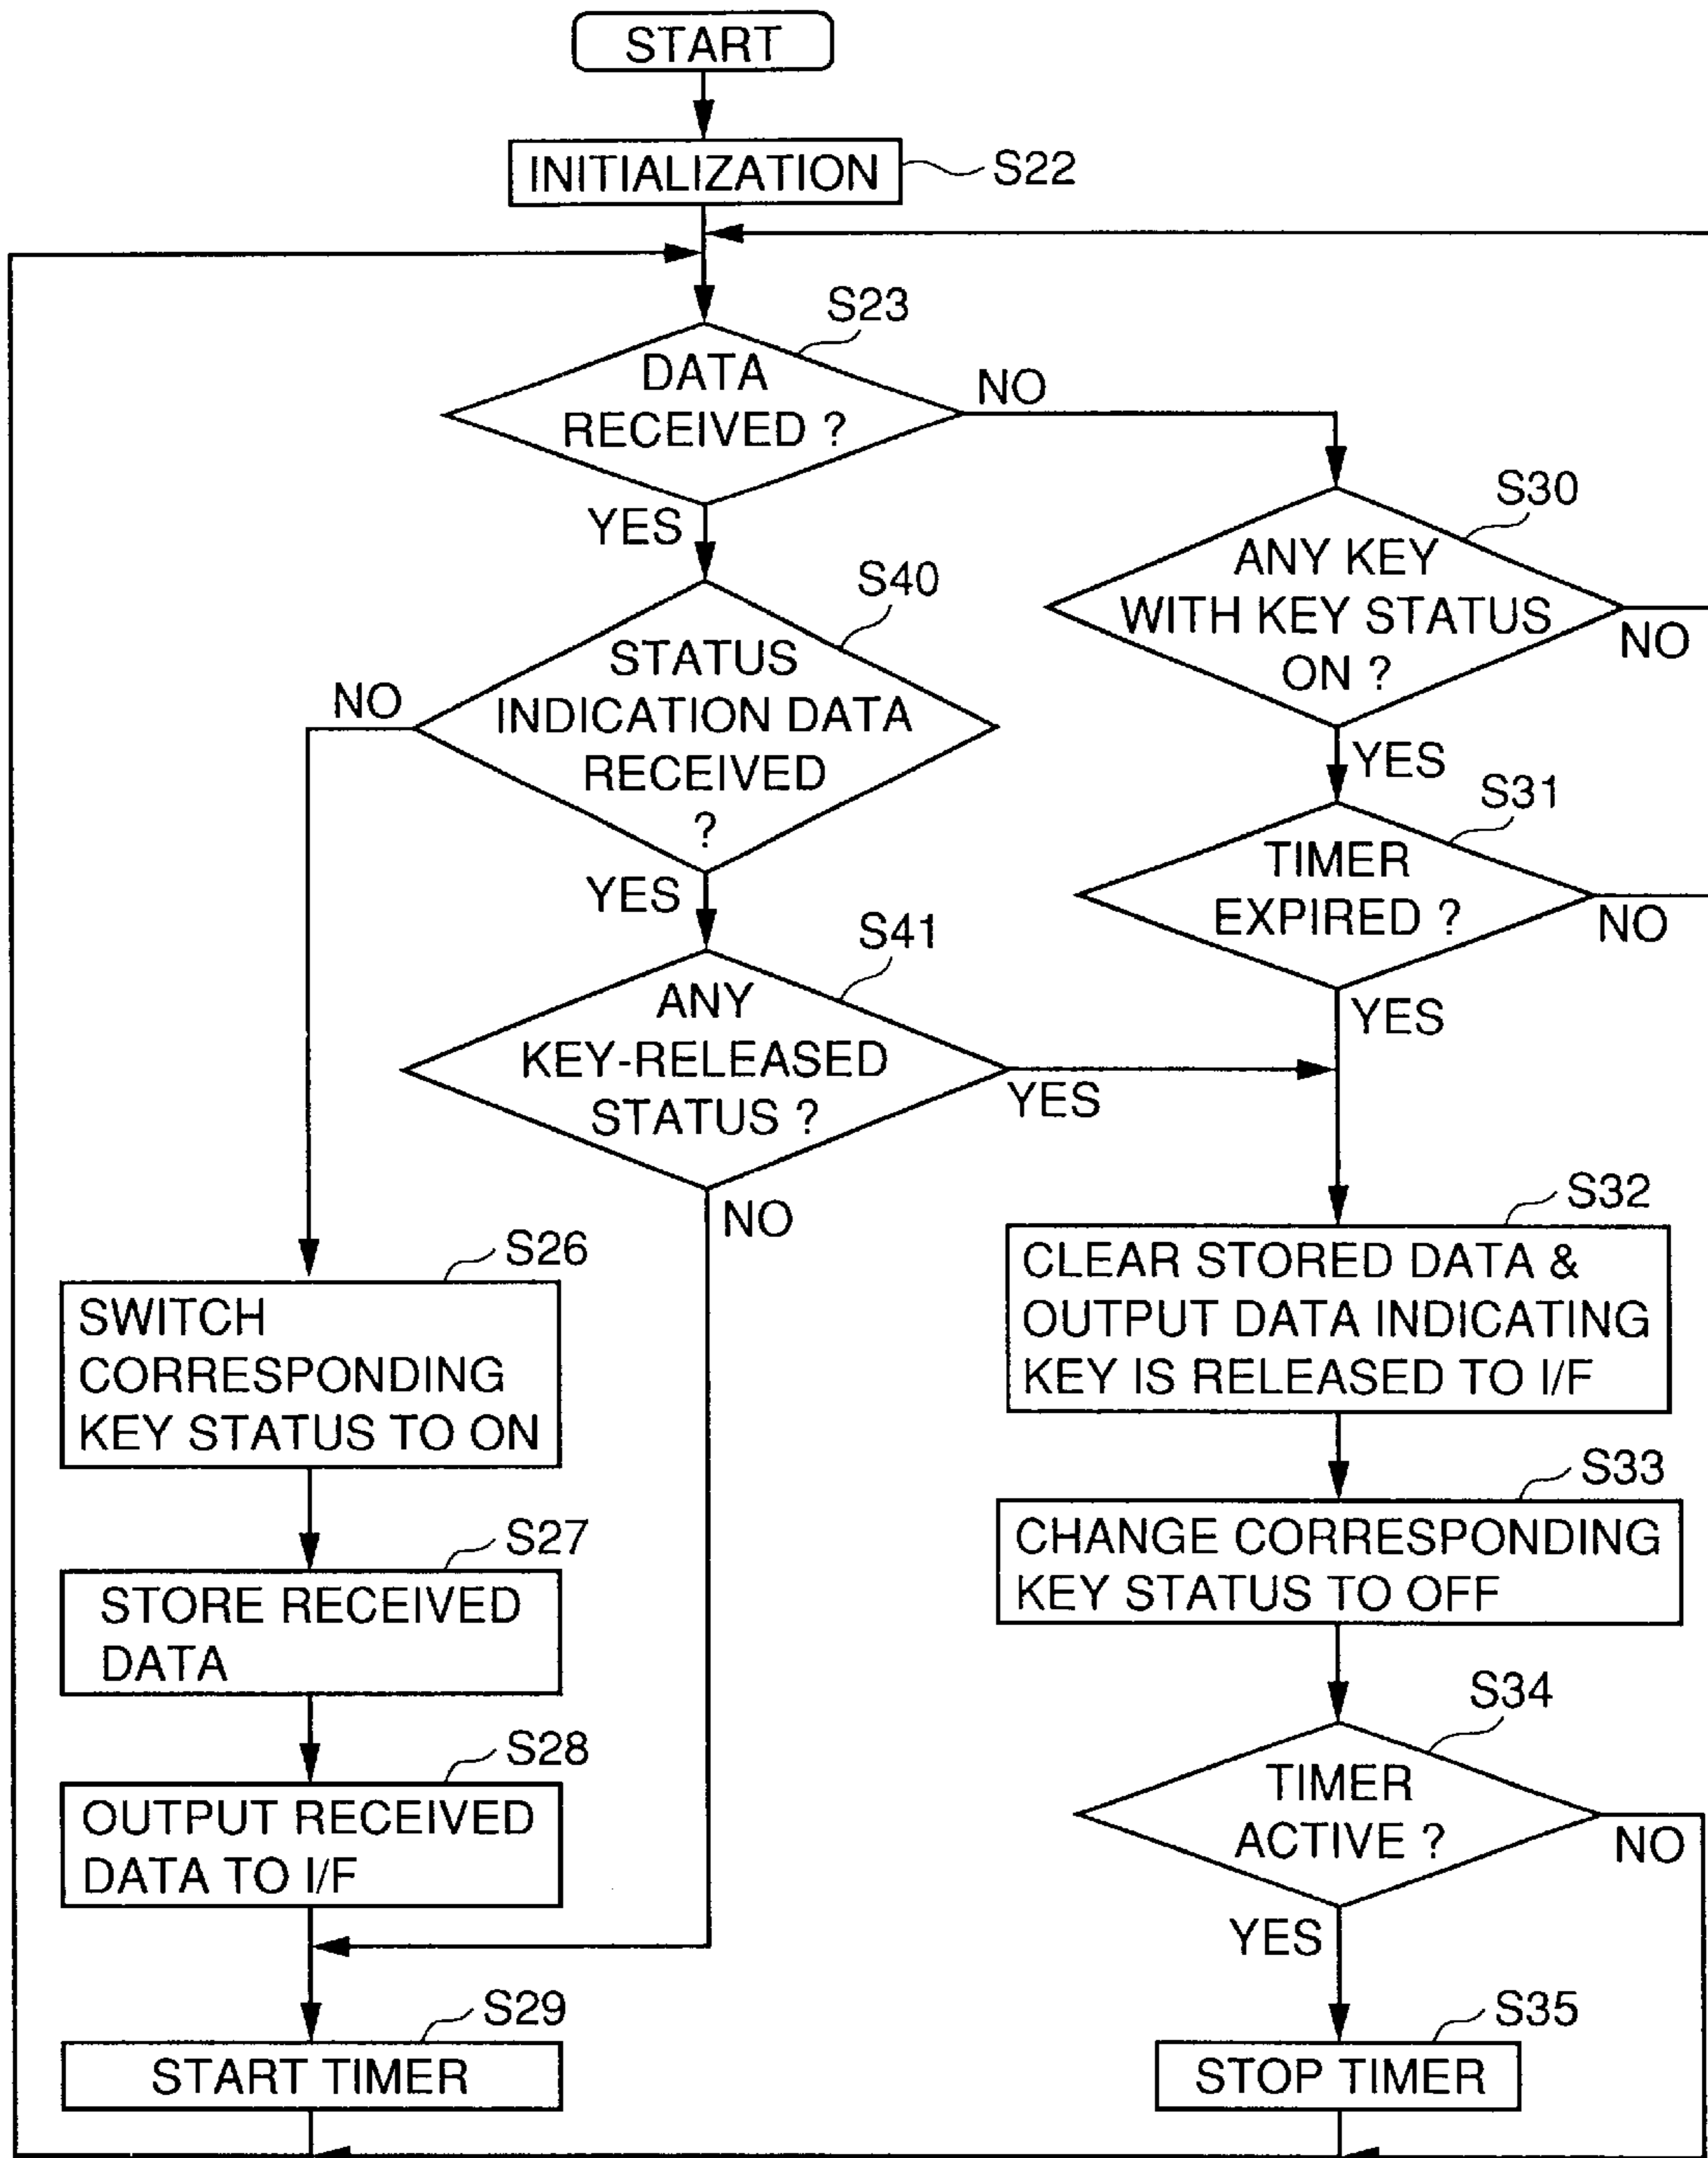 START
INITIALIZATION
S22
S23
DATA
RECEIVED ?
NO
YES
S30
ANY KEY
WITH KEY STATUS
ON ?
NO
YES
S40
STATUS
INDICATION DATA
RECEIVED
?
NO
YES
S31
TIMER
EXPIRED ?
NO
YES
S41
ANY
KEY-RELEASED
STATUS ?
YES
NO
S26
SWITCH
CORRESPONDING
KEY STATUS TO ON
S32
CLEAR STORED DATA &
OUTPUT DATA INDICATING
KEY IS RELEASED TO I/F
S27
STORE RECEIVED
DATA
S33
CHANGE CORRESPONDING
KEY STATUS TO OFF
S28
OUTPUT RECEIVED
DATA TO I/F
S34
TIMER
ACTIVE ?
NO
YES
S29
START TIMER
S35
STOP TIMER